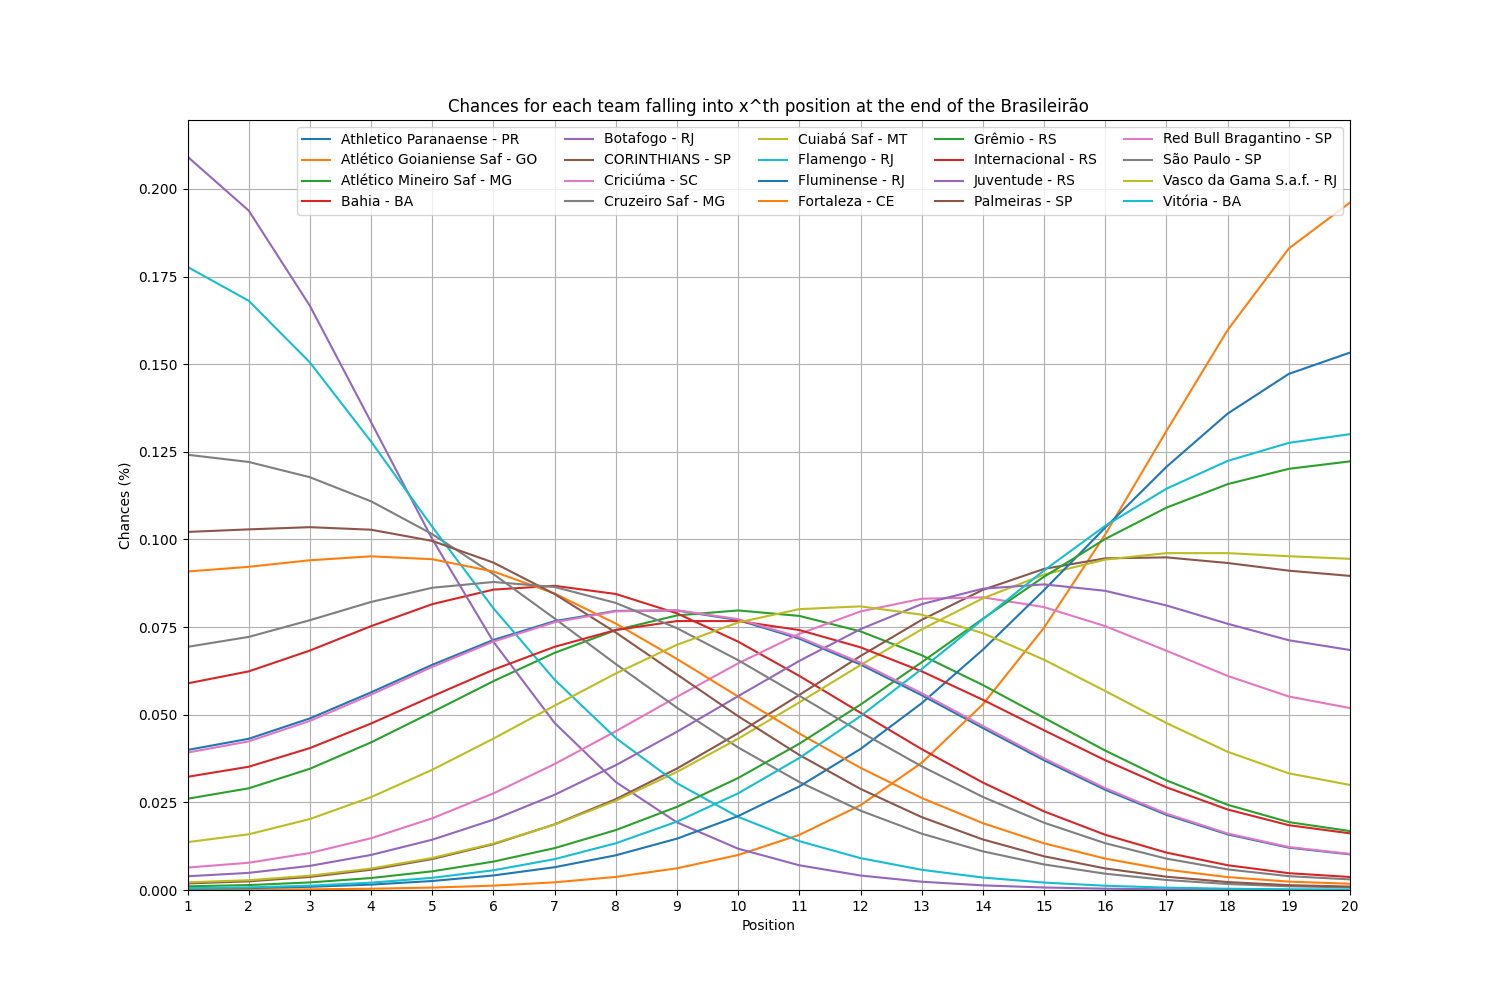 Chances for each team falling into x^th position at the end of the Brasileirão
Athletico Paranaense - PR
Atlético Goianiense Saf - GO
Atlético Mineiro Saf - MG
Bahia - BA
Botafogo - RJ
CORINTHIANS - SP
Criciúma - SC
Cruzeiro Saf - MG
Cuiabá Saf - MT
Flamengo - RJ
Fluminense - RJ
Fortaleza - CE
Grêmio - RS
Internacional - RS
Juventude - RS
Palmeiras - SP
Red Bull Bragantino - SP
São Paulo - SP
Vasco da Gama S.a.f. - RJ
Vitória - BA
Chances (%)
0.200
0.175
0.150
0.125
0.100
0.075
0.050
0.025
0.000
1 2 3 4 5 6 7 8 9 10 11 12 13 14 15 16 17 18 19 20
Position